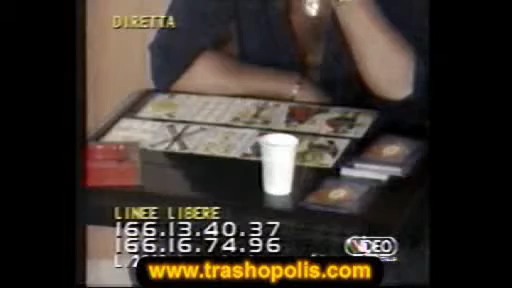 DIRETTA
LINEE LIBERE
166.13.40.37
166.16.74.96
VIDEO
www.trashopolis.com